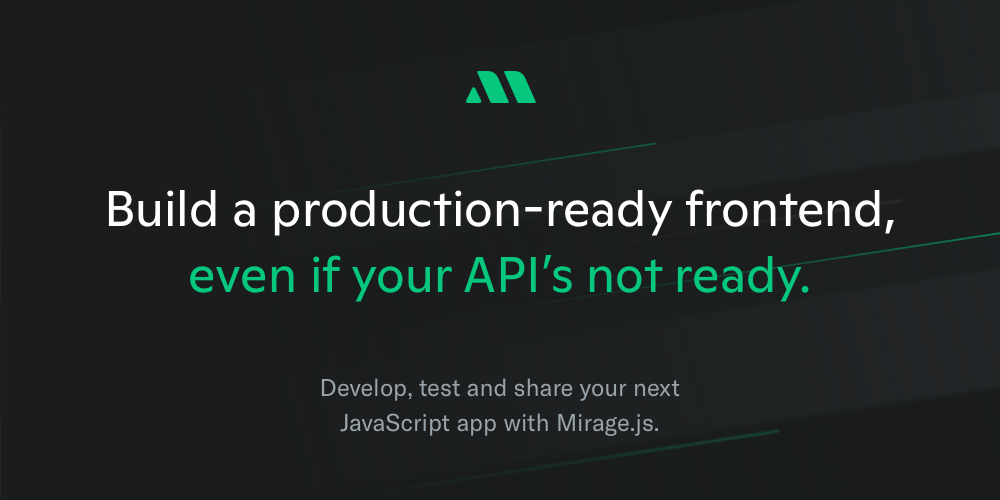 Build a production-ready frontend,
even if your API’s not ready.
Develop, test and share your next
JavaScript app with Mirage.js.